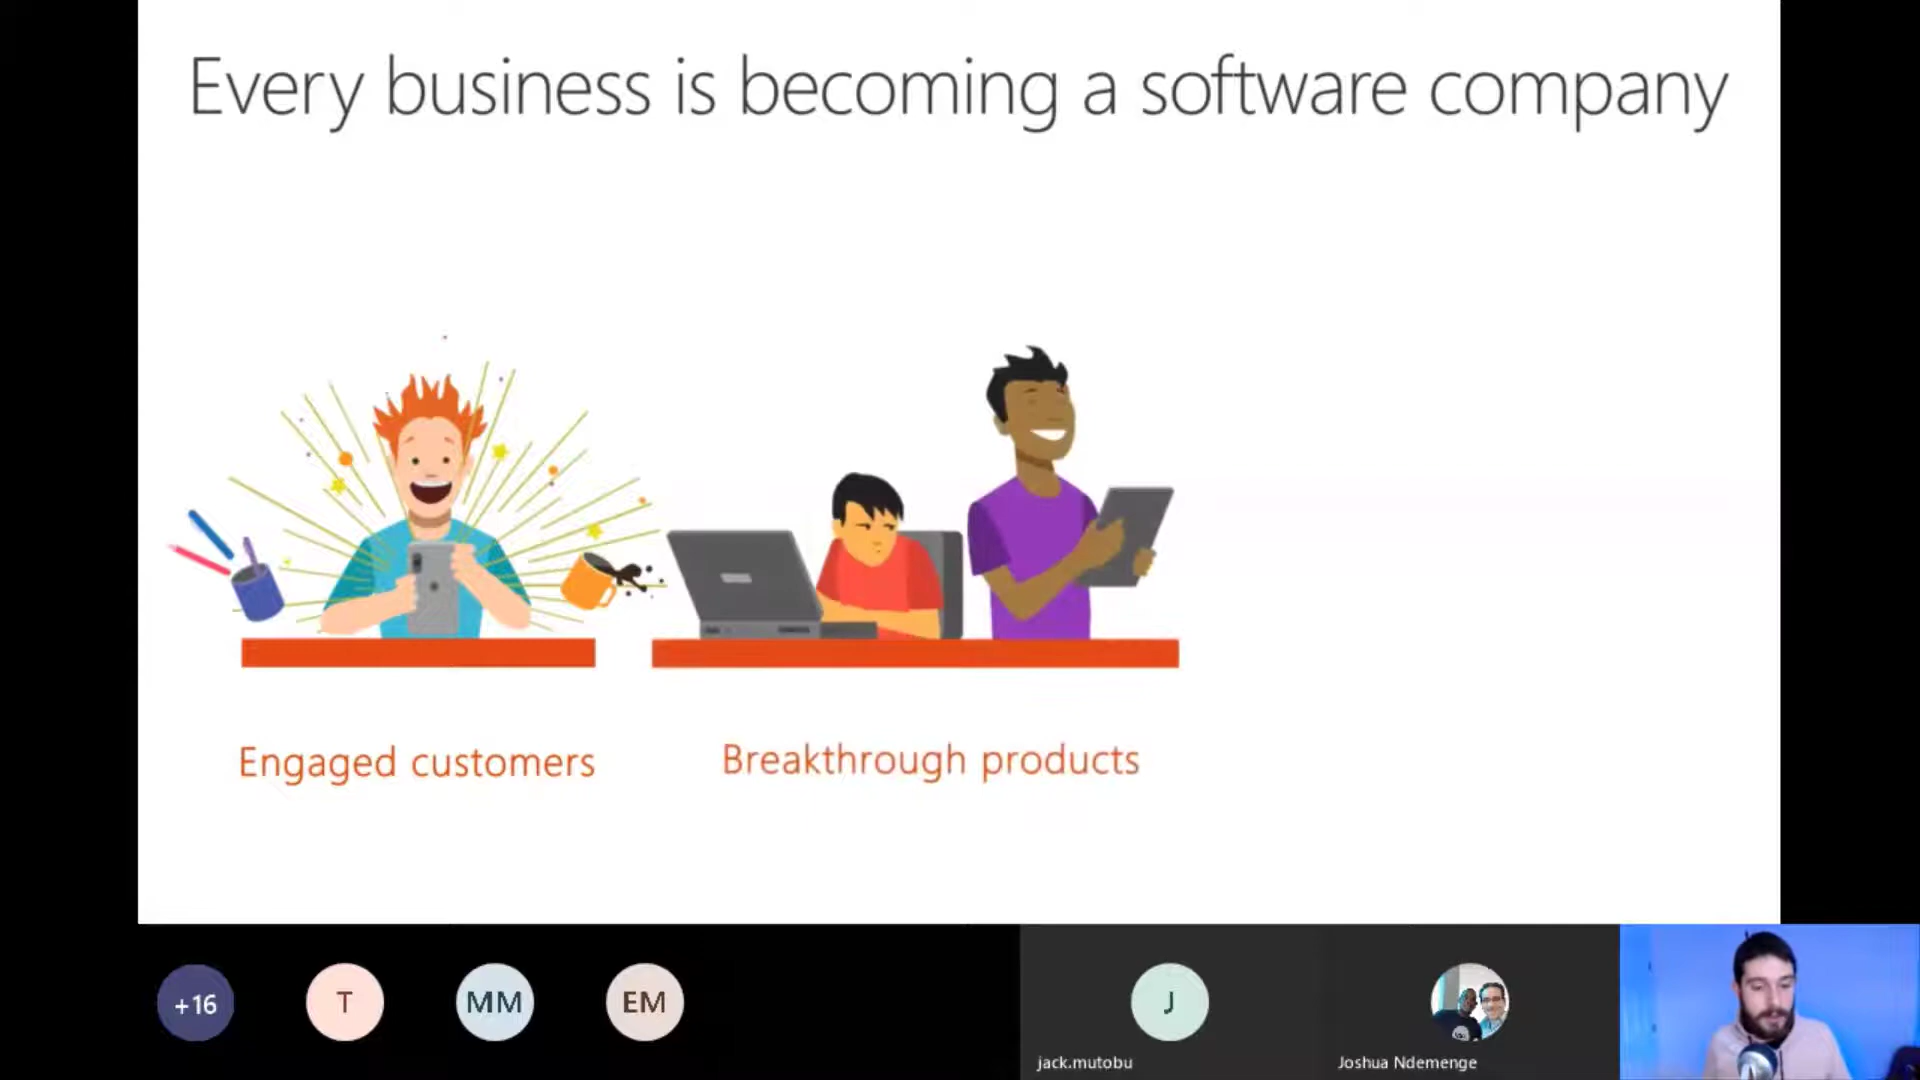 Every business is becoming a software company
Engaged customers
Breakthrough products
+16
T
MM
EM
J
jack.mutobu
Joshua Ndemenge